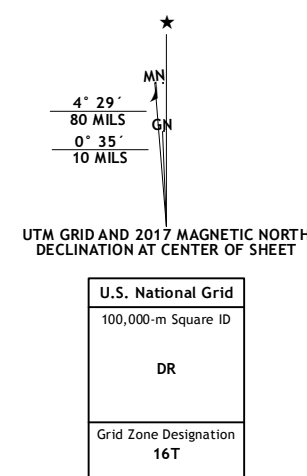 ★
MN
4° 29´
80 MILS
GN
0° 35´
10 MILS
UTM GRID AND 2017 MAGNETIC NORTH
DECLINATION AT CENTER OF SHEET
U.S. National Grid
100,000-m Square ID
DR
Grid Zone Designation
16T